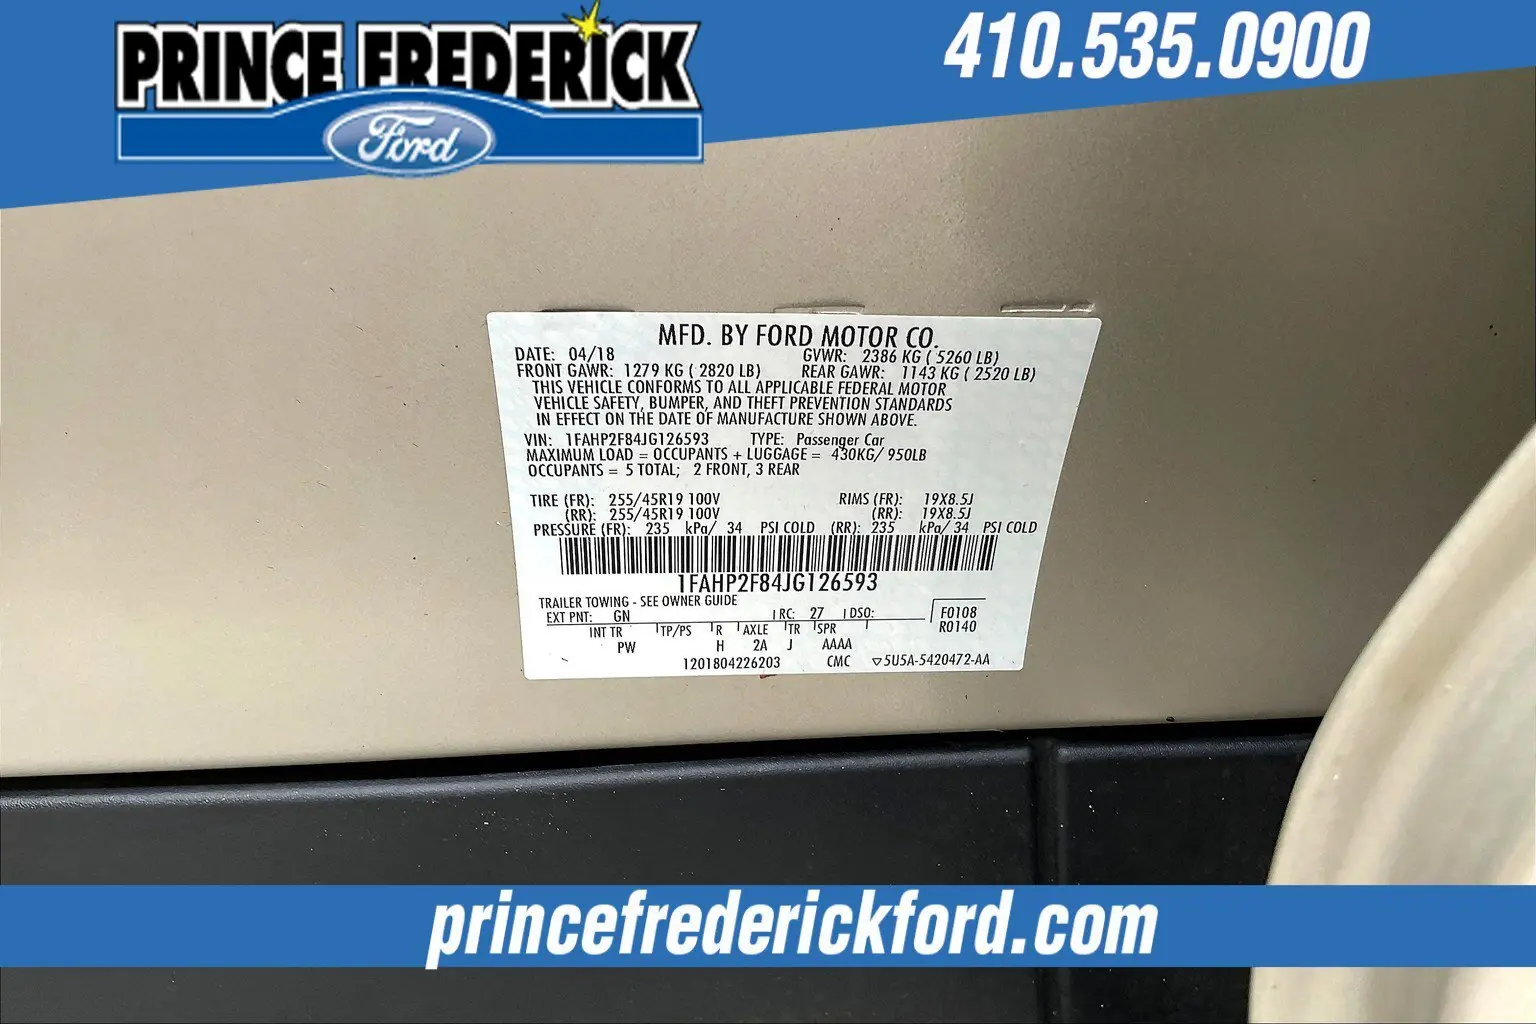 PRINCE FREDERICK
Ford
410.535.0900
MFD. BY FORD MOTOR CO.
DATE: 04/18 GVWR: 2386 KG ( 5260 LB)
FRONT GAWR: 1279 KG ( 2820 LB) REAR GAWR: 1143 KG ( 2520 LB)
THIS VEHICLE CONFORMS TO ALL APPLICABLE FEDERAL MOTOR
VEHICLE SAFETY, BUMPER, AND THEFT PREVENTION STANDARDS
IN EFFECT ON THE DATE OF MANUFACTURE SHOWN ABOVE.
VIN: 1FAHP2F84JG126593 TYPE: Passenger Car
MAXIMUM LOAD = OCCUPANTS + LUGGAGE = 430KG/ 950LB
OCCUPANTS = 5 TOTAL; 2 FRONT, 3 REAR
TIRE (FR): 255/45R19 100V RIMS (FR): 19X8.5J
(RR): 255/45R19 100V (RR): 19X8.5J
PRESSURE (FR): 235 kPa/ 34 PSI COLD (RR): 235 kPa/ 34 PSI COLD
1FAHP2F84JG126593
TRAILER TOWING - SEE OWNER GUIDE
EXT PNT: GN RC: 27 DSO: F0108
INT TR TP/PS R AXLE TR SPR R0140
PW H 2A J AAAA
1201804226203 CMC ▽5U5A-5420472-AA
princefrederickford.com